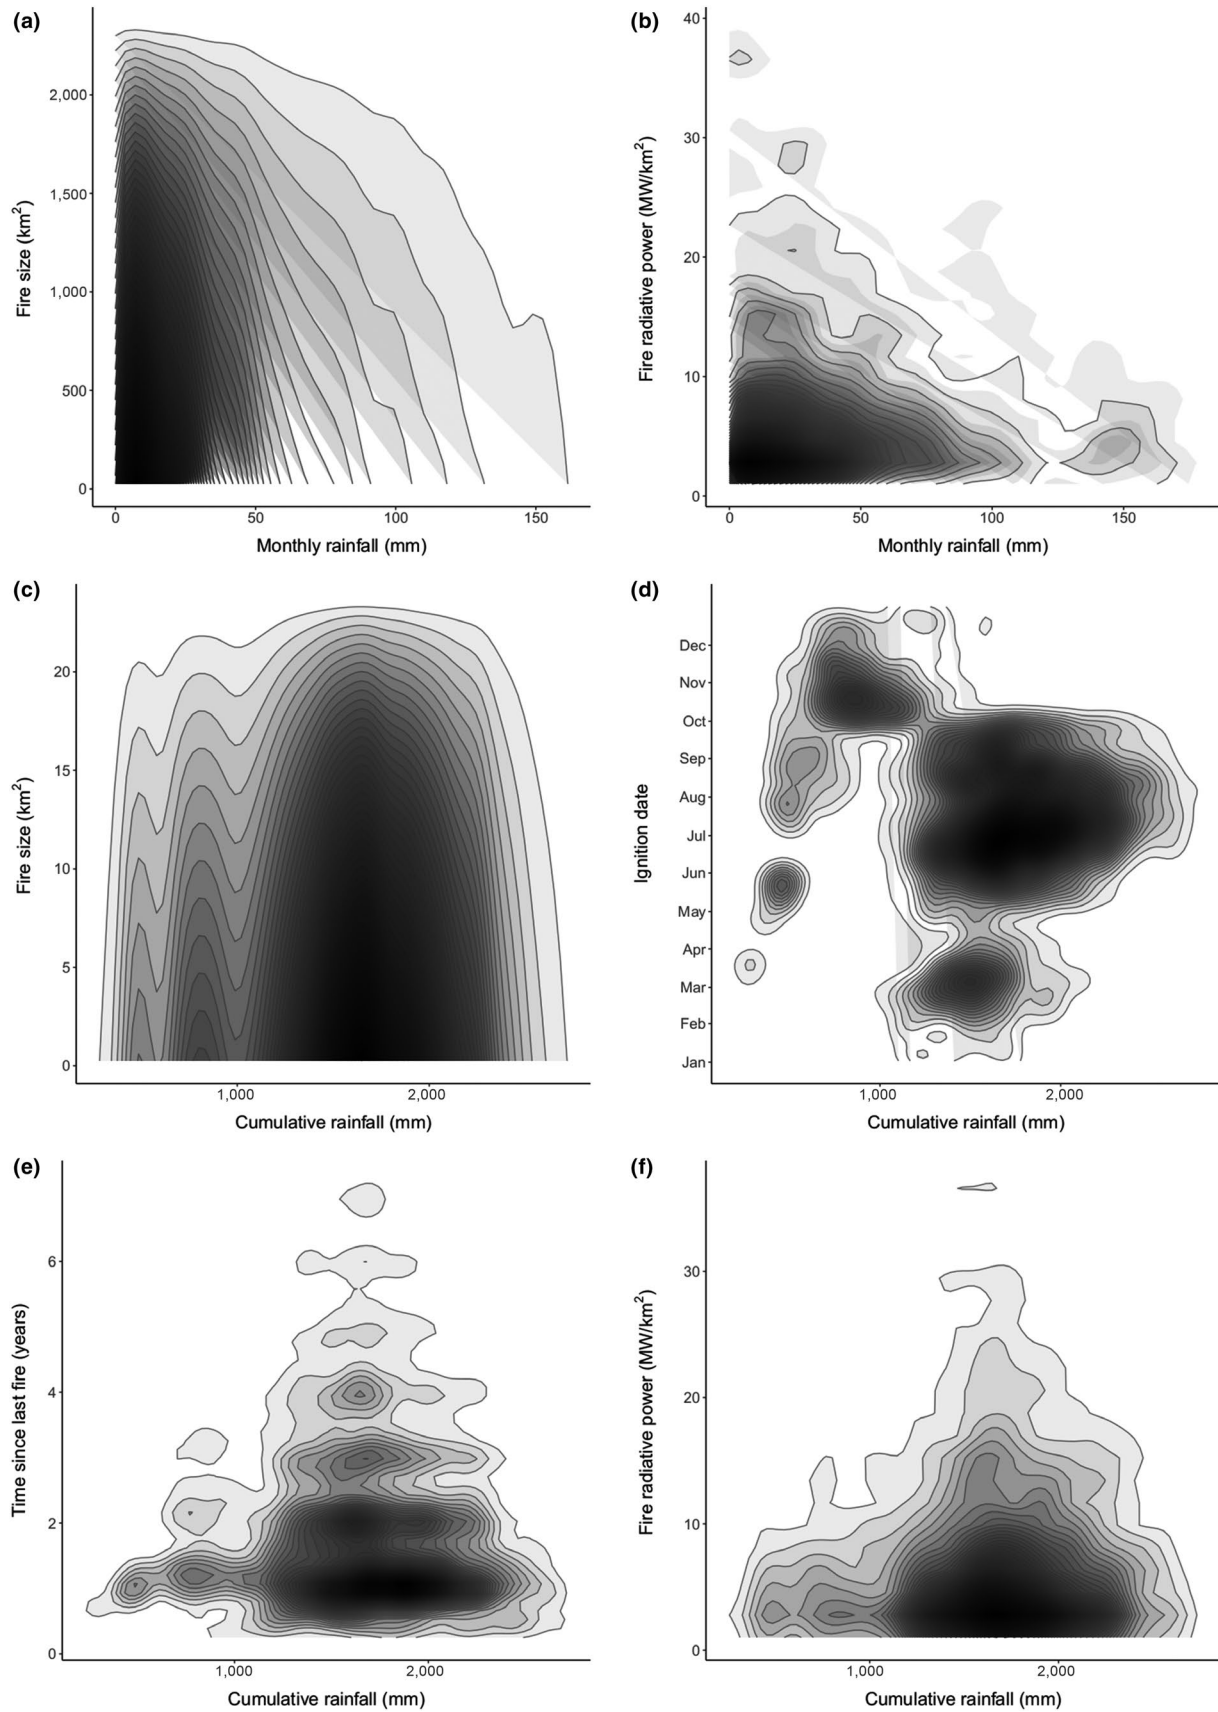 (a)
Fire size (km²)
2,000
1,500
1,000
500
0
0 50 100 150
Monthly rainfall (mm)
(b)
Fire radiative power (MW/km²)
40
30
20
10
0
0 50 100 150
Monthly rainfall (mm)
(c)
Fire size (km²)
20
15
10
5
0
1,000 2,000
Cumulative rainfall (mm)
(d)
Ignition date
Dec
Nov
Oct
Sep
Aug
Jul
Jun
May
Apr
Mar
Feb
Jan
1,000 2,000
Cumulative rainfall (mm)
(e)
Time since last fire (years)
6
4
2
0
1,000 2,000
Cumulative rainfall (mm)
(f)
Fire radiative power (MW/km²)
30
20
10
0
1,000 2,000
Cumulative rainfall (mm)